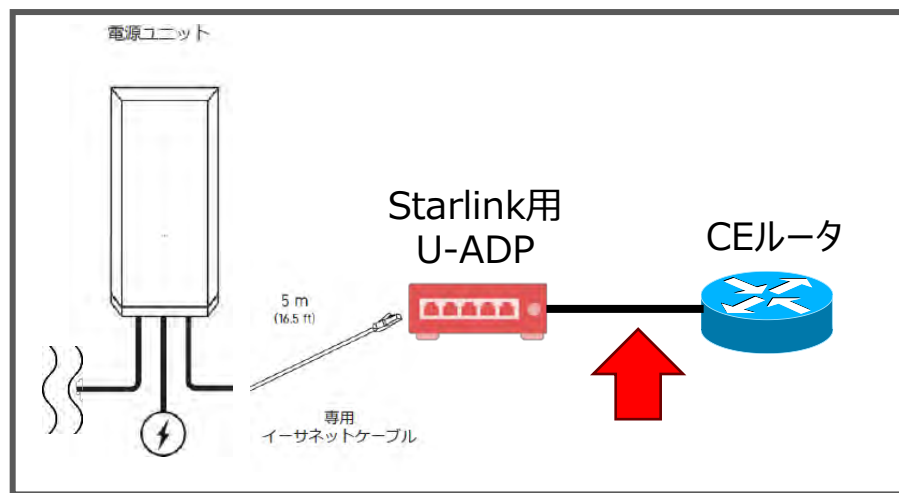 電源ユニット
Starlink用
U-ADP
CEルータ
5 m
(16.5 ft)
専用
イーサネットケーブル